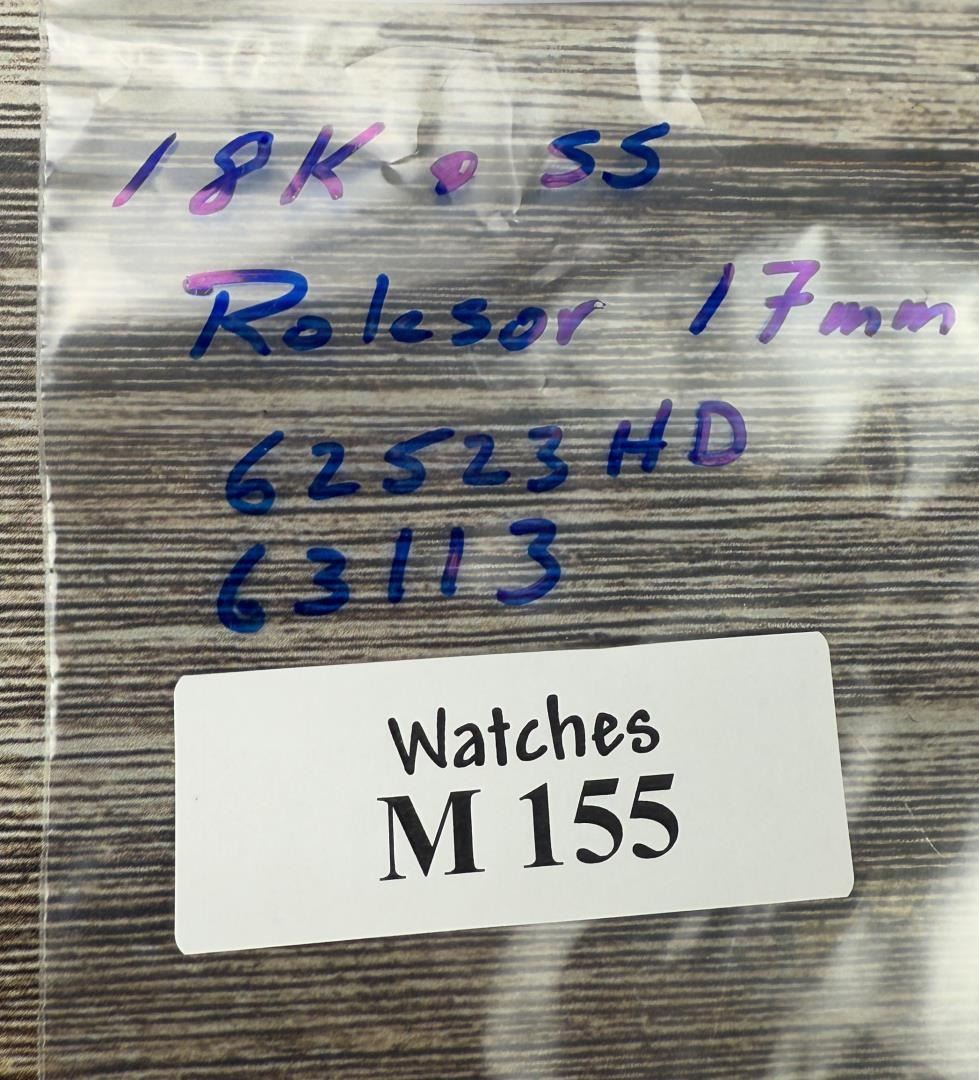 18K • SS
Rolesor 17mm
62523HD
63113
Watches
M 155